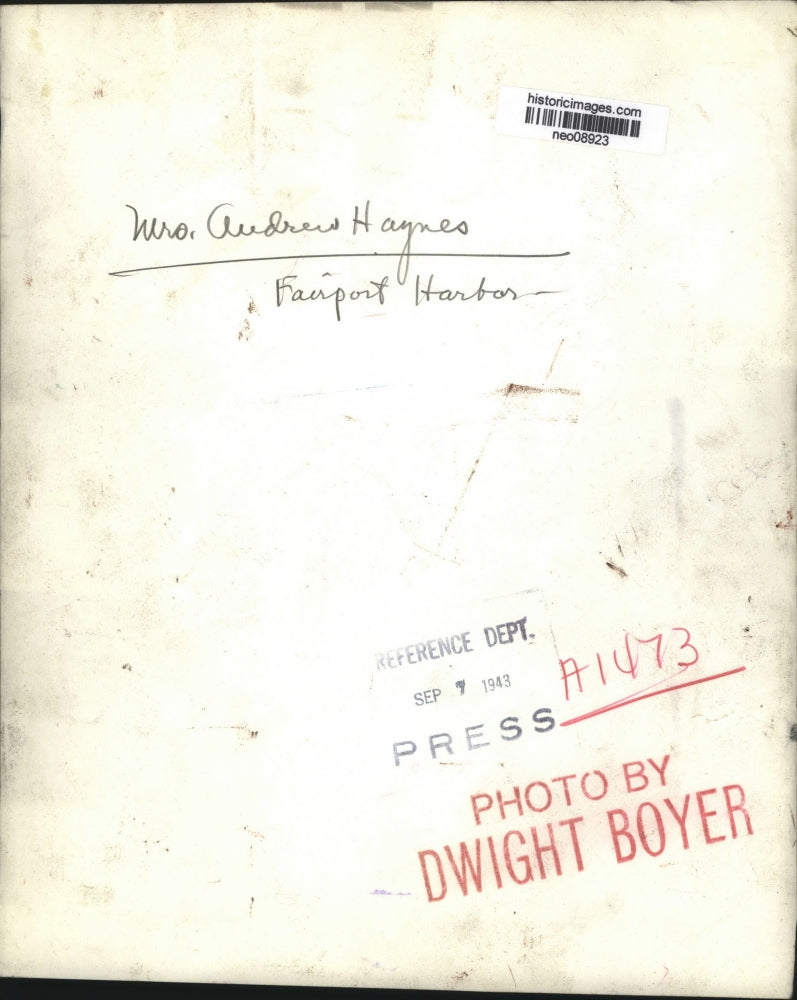 historicimages.com
neo08923
Mrs. Andrew Haynes
Fairport Harbor
REFERENCE DEPT.
SEP 7 1943
PRESS
A1473
PHOTO BY
DWIGHT BOYER